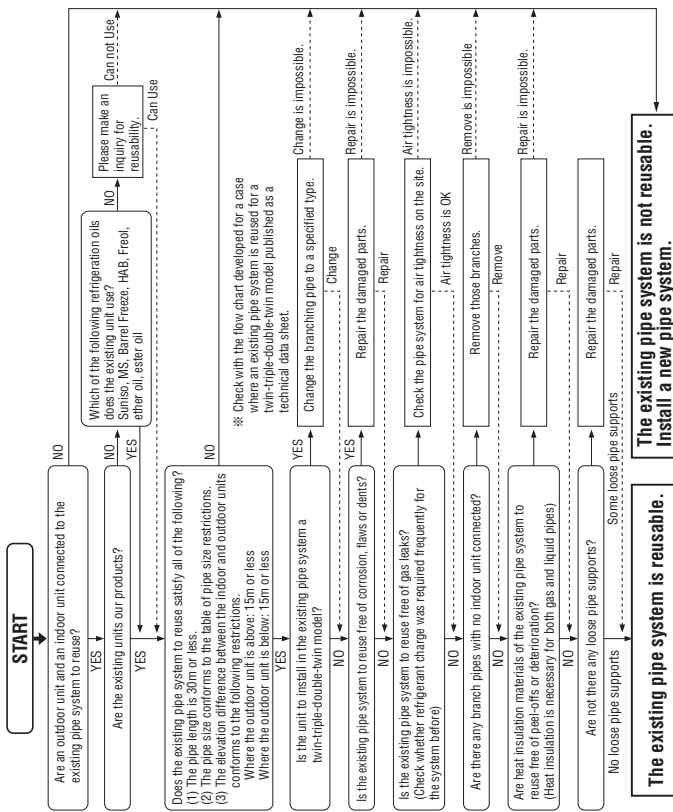 START
Are an outdoor unit and an indoor unit connected to the
existing pipe system to reuse?
NO
YES
Are the existing units our products?
NO
YES
Which of the following refrigeration oils
does the existing unit use?
Suniso, MS, Barrel Freeze, HAB, Freol,
ether oil, ester oil
NO
YES
Please make an
inquiry for
reusability.
Can not Use
Can Use
Does the existing pipe system to reuse satisfy all of the following?
(1) The pipe length is 30m or less.
(2) The pipe size conforms to the table of pipe size restrictions.
(3) The elevation difference between the indoor and outdoor units
conforms to the following restrictions.
Where the outdoor unit is above: 15m or less
Where the outdoor unit is below: 15m or less
NO
YES
※ Check with the flow chart developed for a case
where an existing pipe system is reused for a
twin-triple-double-twin model published as a
technical data sheet.
Is the unit to install in the existing pipe system a
twin-triple-double-twin model?
YES
Change the branching pipe to a specified type.
Change is impossible.
NO
Change
Is the existing pipe system to reuse free of corrosion, flaws or dents?
YES
Repair the damaged parts.
Repair is impossible.
NO
Repair
Is the existing pipe system to reuse free of gas leaks?
(Check whether refrigerant charge was required frequently for
the system before)
Check the pipe system for air tightness on the site.
Air tightness is impossible.
NO
Air tightness is OK
Are there any branch pipes with no indoor unit connected?
Remove those branches.
Remove is impossible.
NO
Remove
Are heat insulation materials of the existing pipe system to
reuse free of peel-offs or deterioration?
(Heat insulation is necessary for both gas and liquid pipes)
Repair the damaged parts.
Repair is impossible.
NO
Repair
Are not there any loose pipe supports?
Repair the damaged parts.
No loose pipe supports
Some loose pipe supports
Repair
The existing pipe system is reusable.
The existing pipe system is not reusable.
Install a new pipe system.